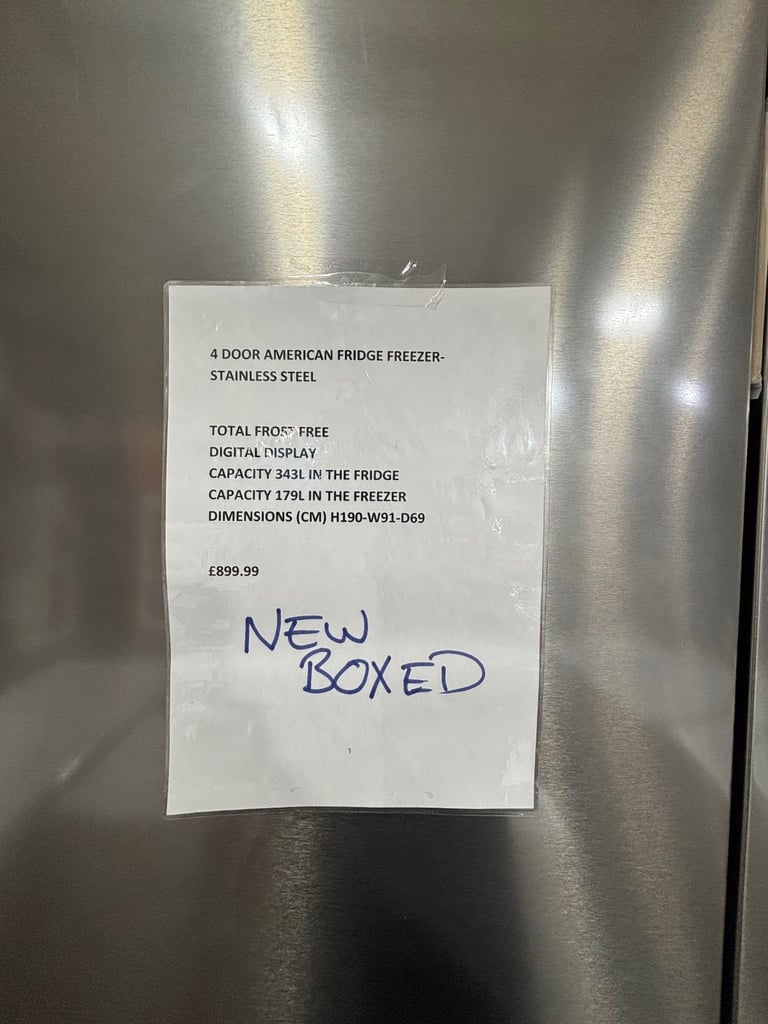 4 DOOR AMERICAN FRIDGE FREEZER-
STAINLESS STEEL
TOTAL FROST FREE
DIGITAL DISPLAY
CAPACITY 343L IN THE FRIDGE
CAPACITY 179L IN THE FREEZER
DIMENSIONS (CM) H190-W91-D69
£899.99
NEW
BOXED
1